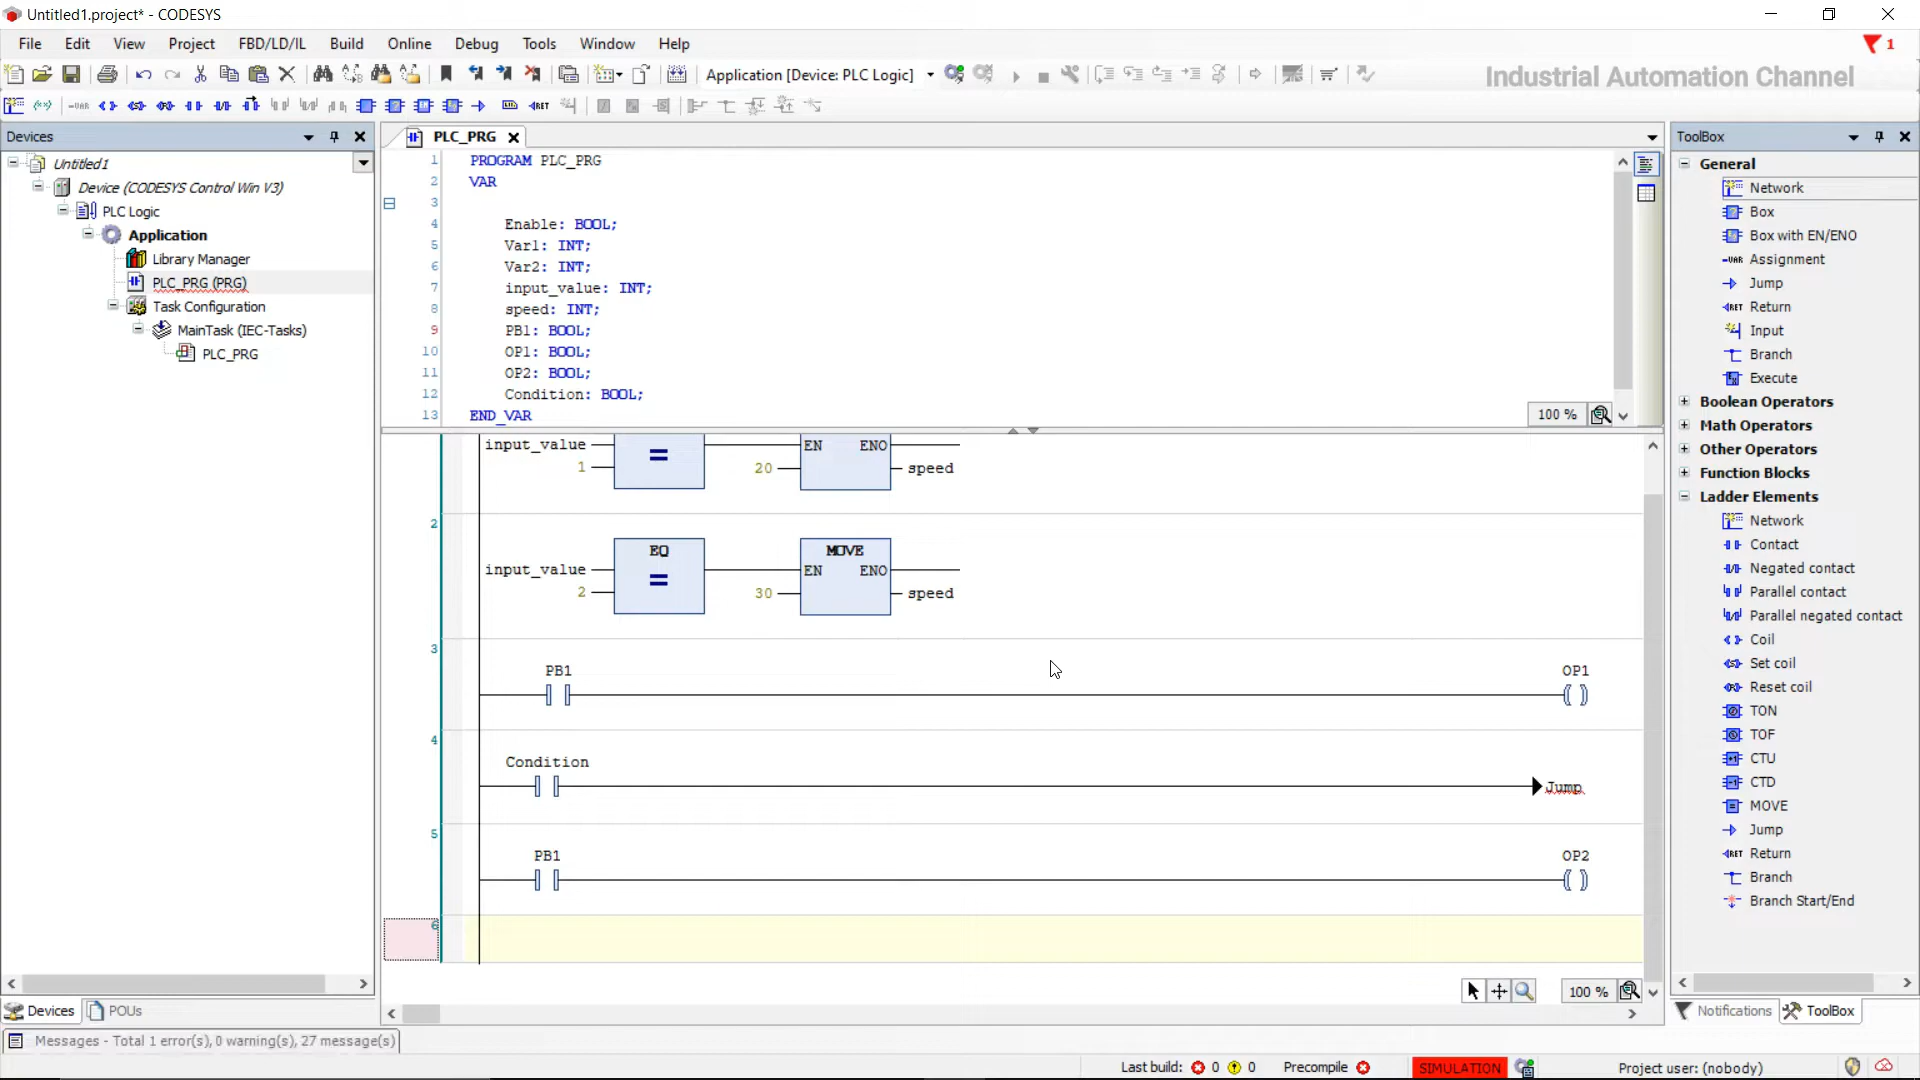 Untitled1.project* - CODESYS
File Edit View Project FBD/LD/IL Build Online Debug Tools Window Help
1
Application [Device: PLC Logic]
Industrial Automation Channel
Devices
Untitled1
Device (CODESYS Control Win V3)
PLC Logic
Application
Library Manager
PLC_PRG (PRG)
Task Configuration
MainTask (IEC-Tasks)
PLC_PRG
Devices
POUs
PLC_PRG
1 PROGRAM PLC_PRG
2 VAR
3
4 Enable: BOOL;
5 Var1: INT;
6 Var2: INT;
7 input_value: INT;
8 speed: INT;
9 PB1: BOOL;
10 OP1: BOOL;
11 OP2: BOOL;
12 Condition: BOOL;
13 END_VAR
100 %
input_value = EN ENO
1 20 speed
2
EQ MOVE
input_value = EN ENO
2 30 speed
3
PB1 OP1
4
Condition
Jump
5
PB1 OP2
6
100 %
ToolBox
General
Network
Box
Box with EN/ENO
Assignment
Jump
Return
Input
Branch
Execute
Boolean Operators
Math Operators
Other Operators
Function Blocks
Ladder Elements
Network
Contact
Negated contact
Parallel contact
Parallel negated contact
Coil
Set coil
Reset coil
TON
TOF
CTU
CTD
MOVE
Jump
Return
Branch
Branch Start/End
Notifications
ToolBox
Messages - Total 1 error(s), 0 warning(s), 27 message(s)
Last build: 0 0 Precompile SIMULATION Project user: (nobody)